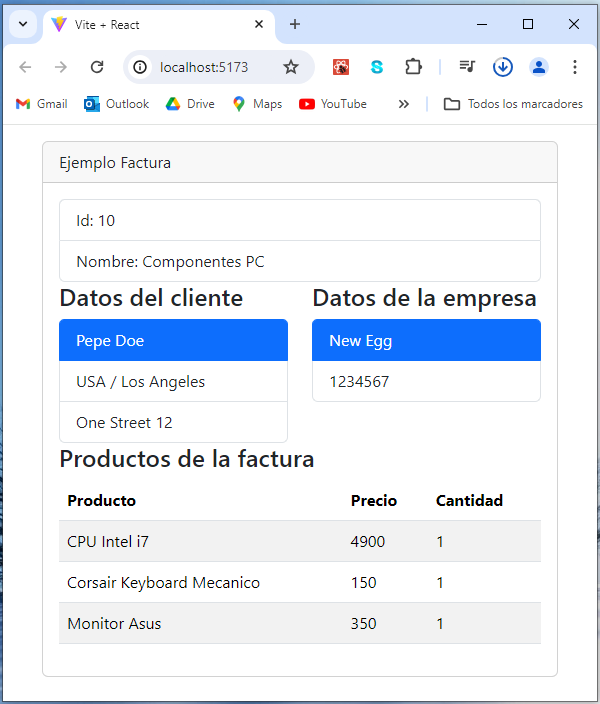 Vite + React
localhost:5173
Gmail Outlook Drive Maps YouTube Todos los marcadores
Ejemplo Factura
Id: 10
Nombre: Componentes PC
Datos del cliente
Pepe Doe
USA / Los Angeles
One Street 12
Datos de la empresa
New Egg
1234567
Productos de la factura
Producto Precio Cantidad
CPU Intel i7 4900 1
Corsair Keyboard Mecanico 150 1
Monitor Asus 350 1